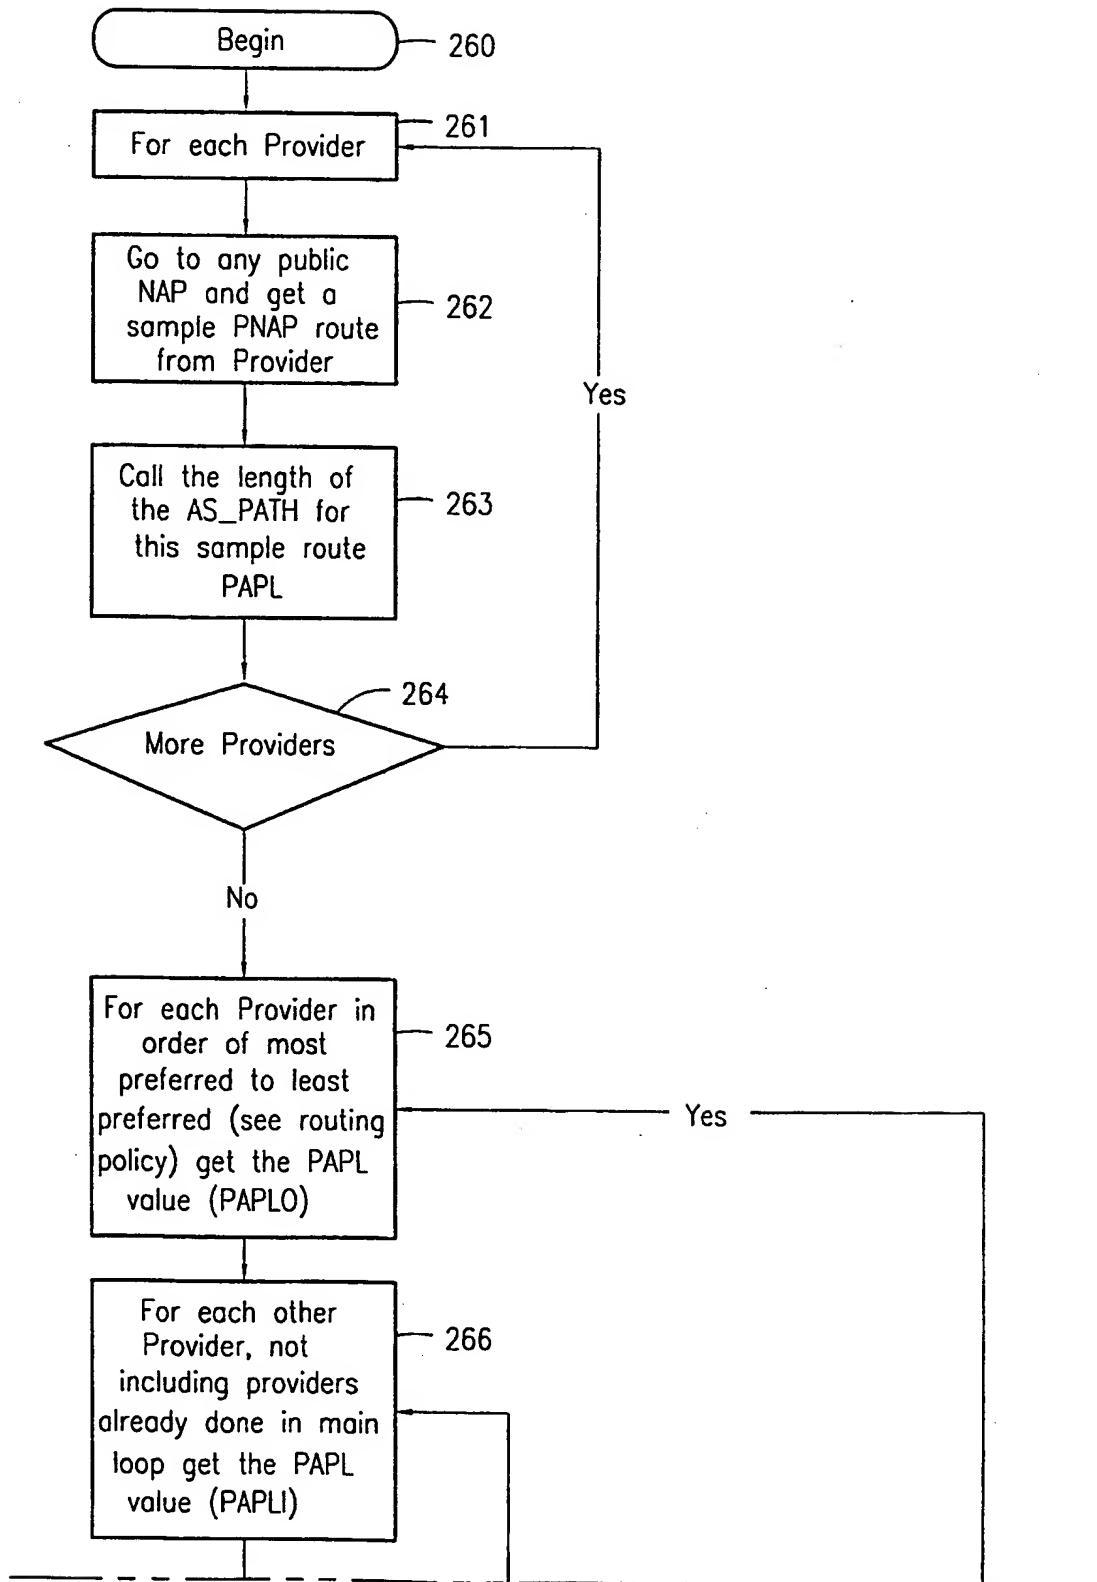 Begin
260
For each Provider
261
Go to any public
NAP and get a
sample PNAP route
from Provider
262
Yes
Call the length of
the AS_PATH for
this sample route
PAPL
263
264
More Providers
No
For each Provider in
order of most
preferred to least
preferred (see routing
policy) get the PAPL
value (PAPLO)
265
Yes
For each other
Provider, not
including providers
already done in main
loop get the PAPL
value (PAPLI)
266